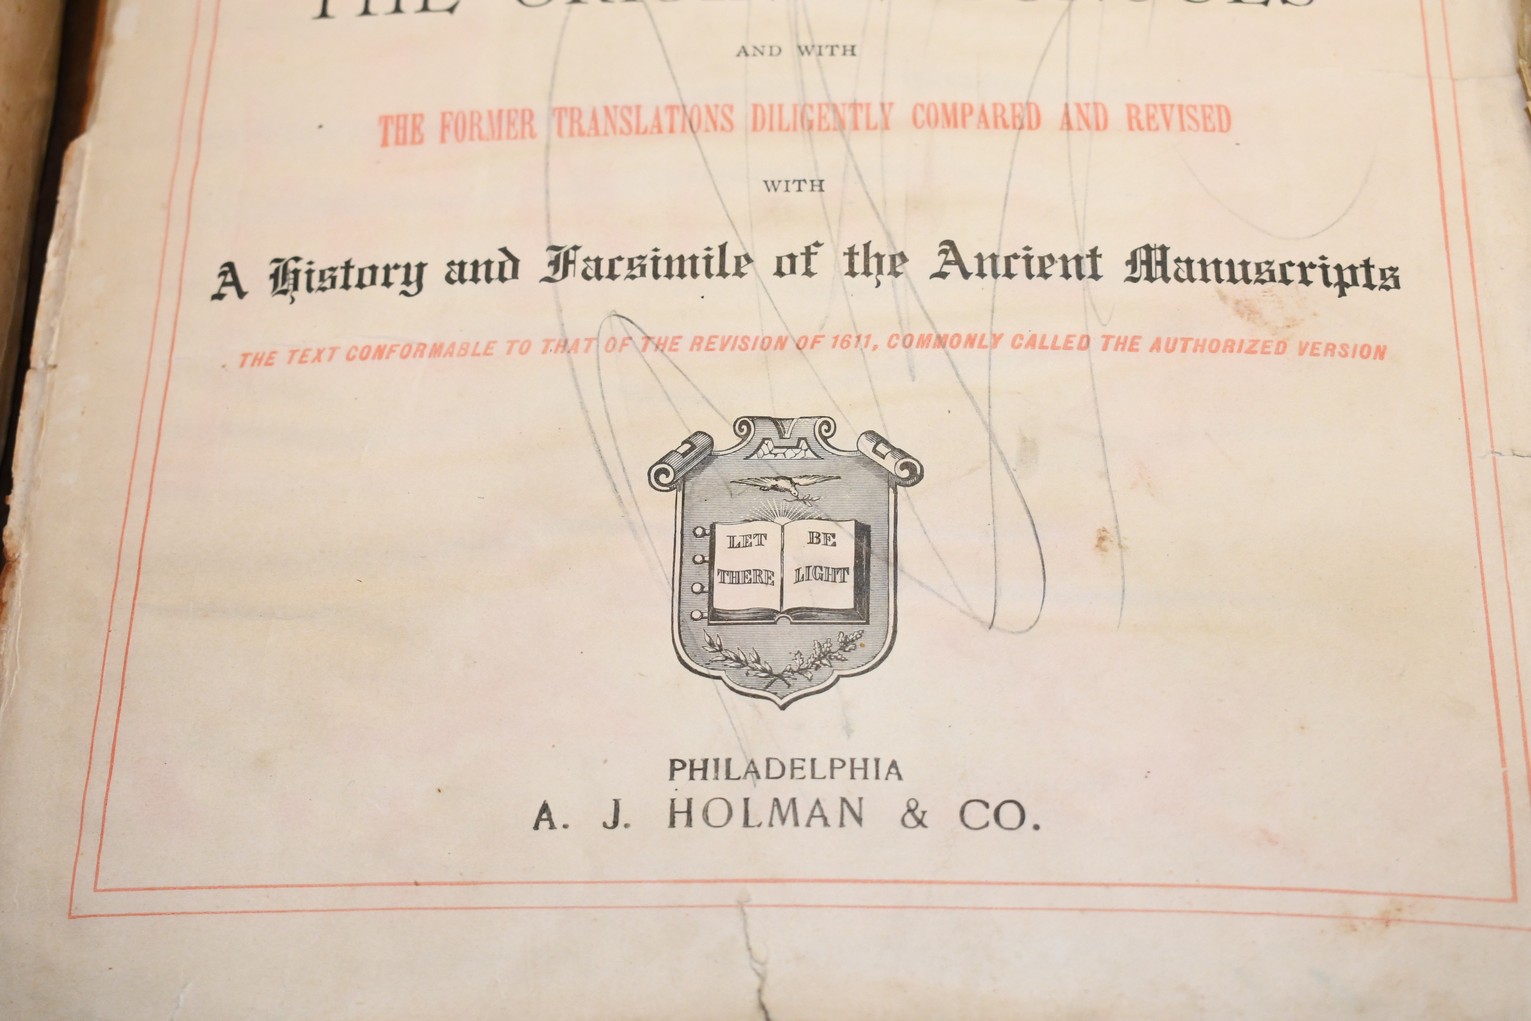 THE
AND WITH
THE FORMER TRANSLATIONS DILIGENTLY COMPARED AND REVISED
WITH
A History and Facsimile of the Ancient Manuscripts
THE TEXT CONFORMABLE TO THAT OF THE REVISION OF 1611, COMMONLY CALLED THE AUTHORIZED VERSION
LET THERE BE LIGHT
PHILADELPHIA
A. J. HOLMAN & CO.